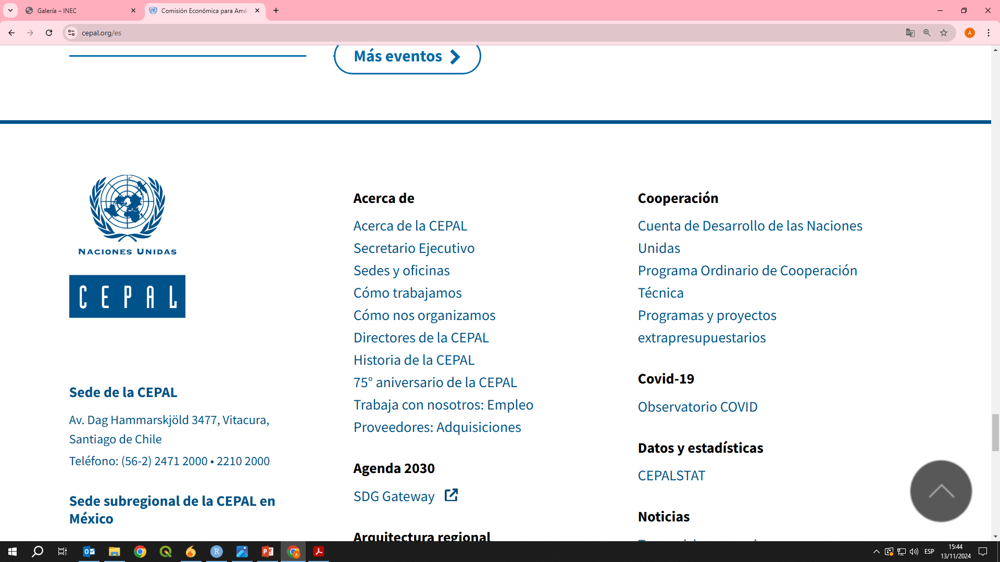 Galería – INEC
Comisión Económica para Amé
cepal.org/es
A
Más eventos
NACIONES UNIDAS
CEPAL
Sede de la CEPAL
Av. Dag Hammarskjöld 3477, Vitacura,
Santiago de Chile
Teléfono: (56-2) 2471 2000 • 2210 2000
Sede subregional de la CEPAL en
México
Acerca de
Acerca de la CEPAL
Secretario Ejecutivo
Sedes y oficinas
Cómo trabajamos
Cómo nos organizamos
Directores de la CEPAL
Historia de la CEPAL
75° aniversario de la CEPAL
Trabaja con nosotros: Empleo
Proveedores: Adquisiciones
Agenda 2030
SDG Gateway
Arquitectura regional
Cooperación
Cuenta de Desarrollo de las Naciones
Unidas
Programa Ordinario de Cooperación
Técnica
Programas y proyectos
extrapresupuestarios
Covid-19
Observatorio COVID
Datos y estadísticas
CEPALSTAT
Noticias
ESP
15:44
13/11/2024